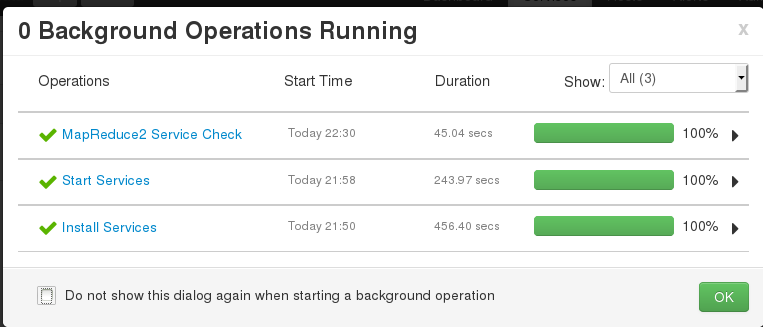 0 Background Operations Running x
Operations Start Time Duration Show: All (3)
MapReduce2 Service Check Today 22:30 45.04 secs 100%
Start Services Today 21:58 243.97 secs 100%
Install Services Today 21:50 456.40 secs 100%
Do not show this dialog again when starting a background operation OK